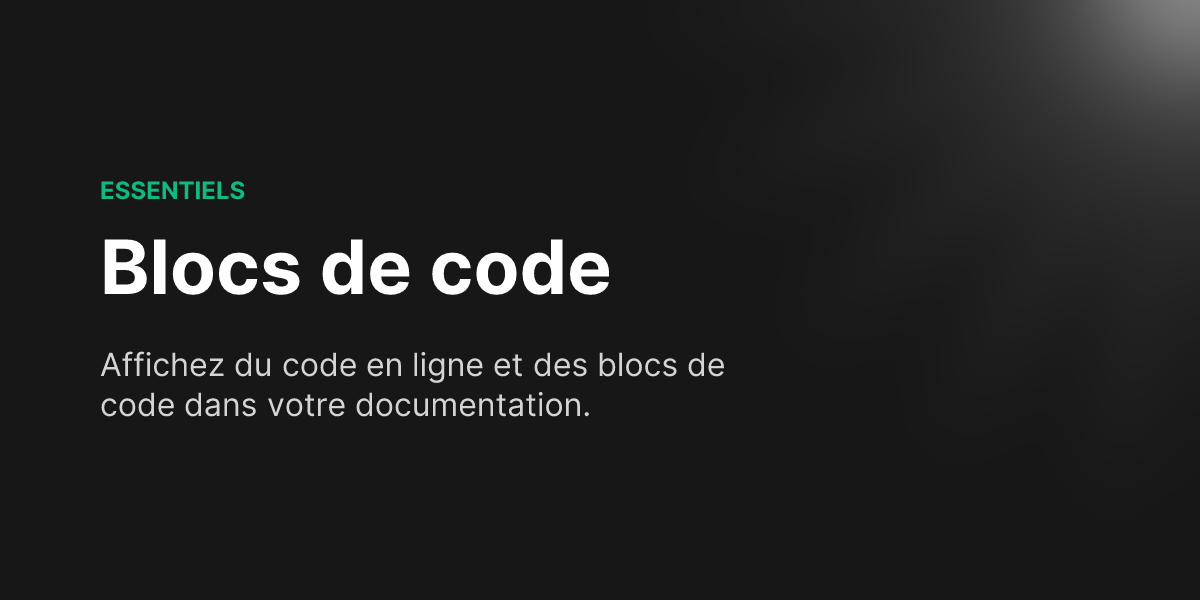 ESSENTIELS
Blocs de code
Affichez du code en ligne et des blocs de
code dans votre documentation.